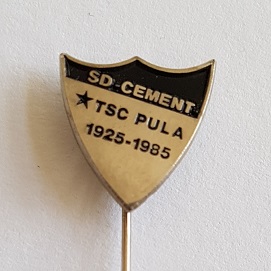 SD-CEMENT
★TSC PULA
1925-1985